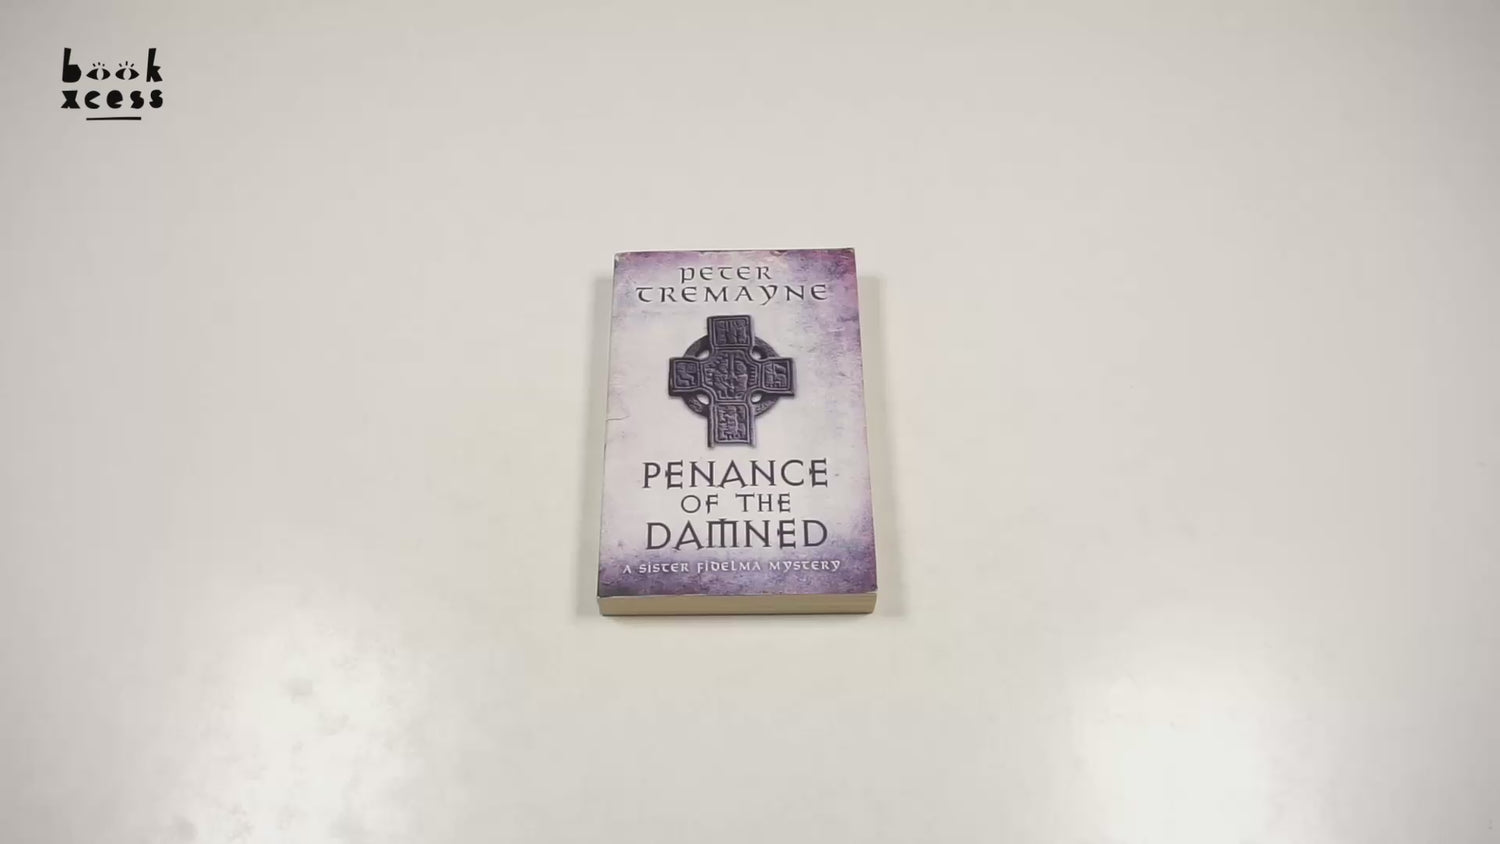 book
xcess
PETER
TREMAYNE
PENANCE
OF THE
DAMNED
A SISTER FIDELMA MYSTERY